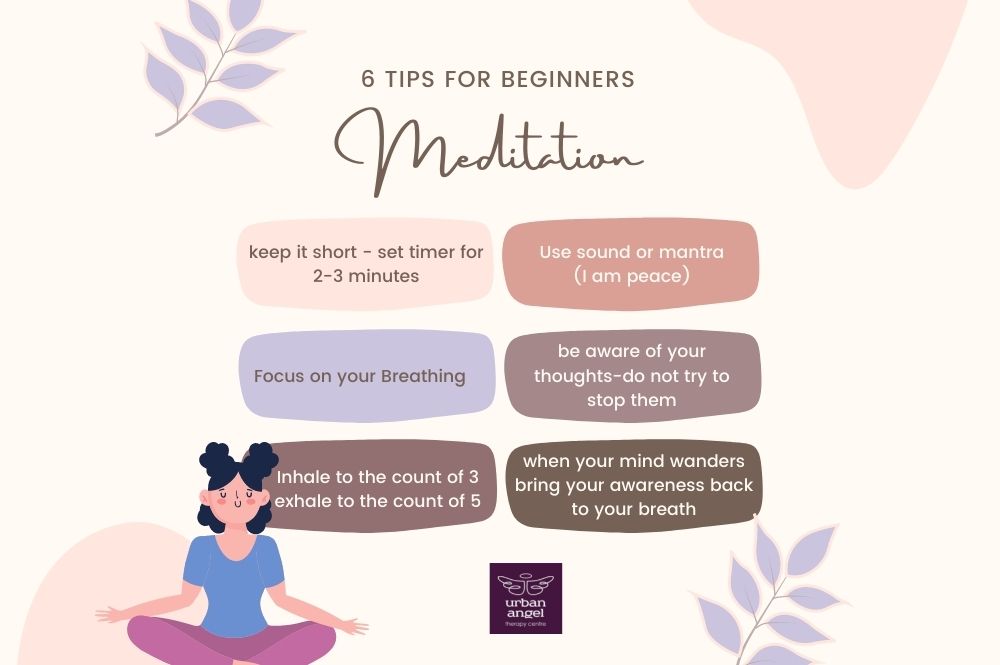 6 TIPS FOR BEGINNERS
Meditation
keep it short - set timer for
2-3 minutes
Use sound or mantra
(I am peace)
Focus on your Breathing
be aware of your
thoughts-do not try to
stop them
Inhale to the count of 3
exhale to the count of 5
when your mind wanders
bring your awareness back
to your breath
urban
angel
therapy centre